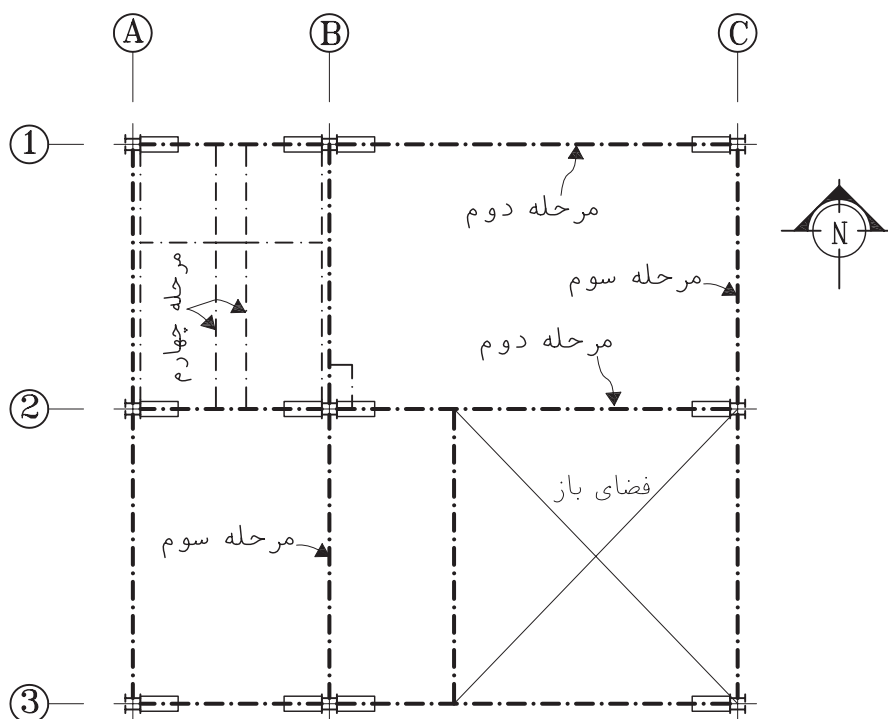 A B C
1
مرحله دوم
N
مرحله سوم
مرحله چهارم
مرحله دوم
2
فضای باز
مرحله سوم
3